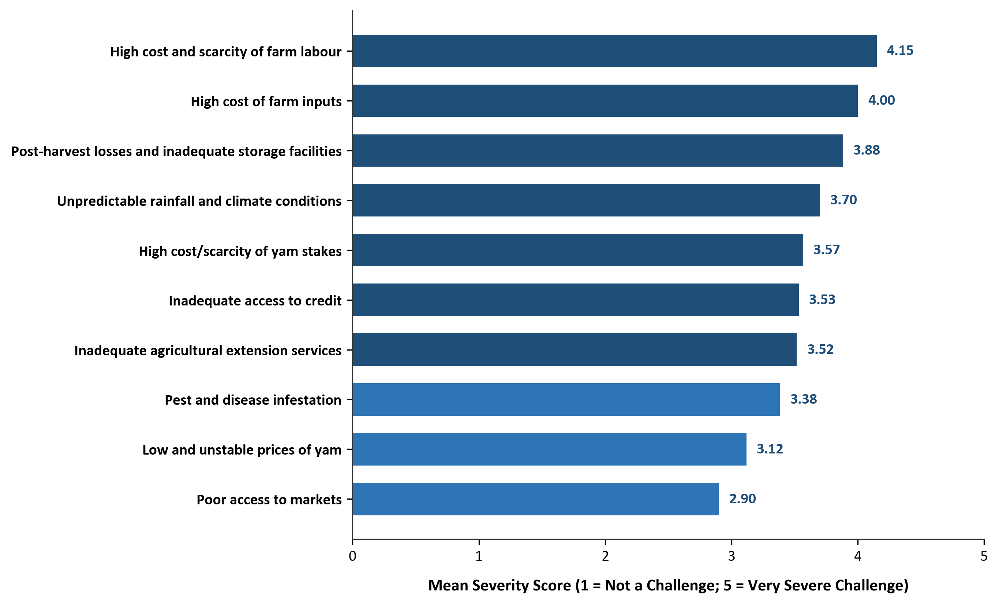 High cost and scarcity of farm labour 4.15
High cost of farm inputs 4.00
Post-harvest losses and inadequate storage facilities 3.88
Unpredictable rainfall and climate conditions 3.70
High cost/scarcity of yam stakes 3.57
Inadequate access to credit 3.53
Inadequate agricultural extension services 3.52
Pest and disease infestation 3.38
Low and unstable prices of yam 3.12
Poor access to markets 2.90
0 1 2 3 4 5
Mean Severity Score (1 = Not a Challenge; 5 = Very Severe Challenge)